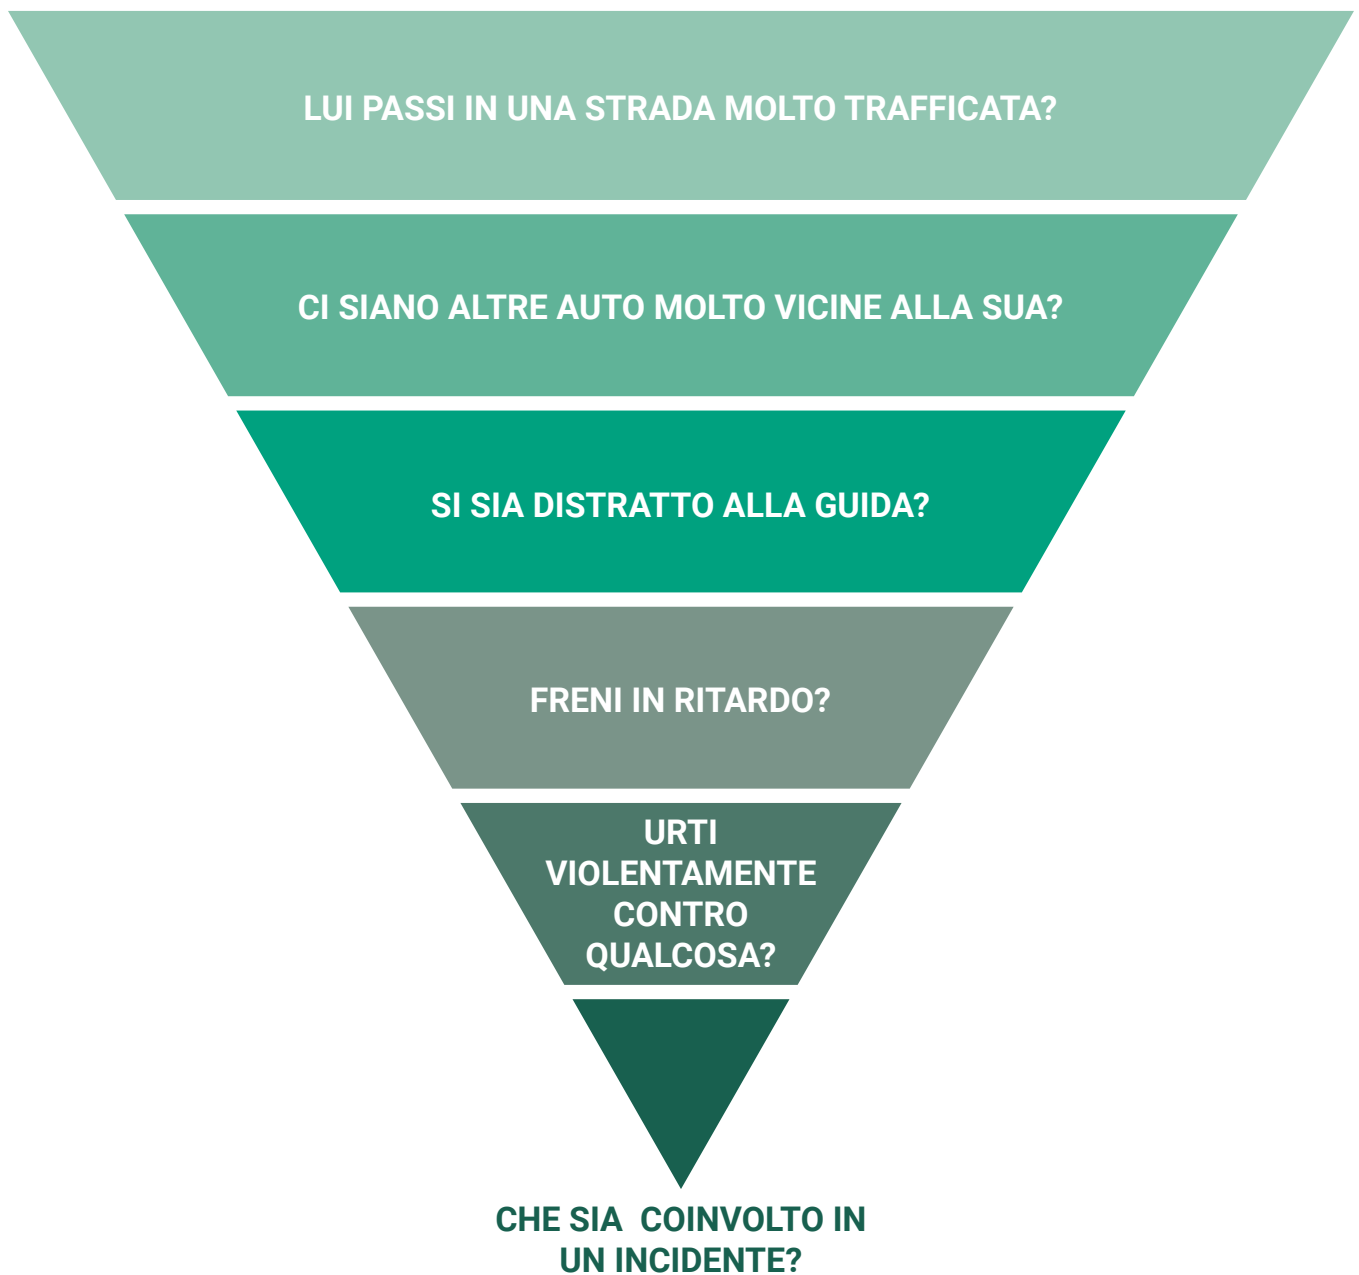 LUI PASSI IN UNA STRADA MOLTO TRAFFICATA?
CI SIANO ALTRE AUTO MOLTO VICINE ALLA SUA?
SI SIA DISTRATTO ALLA GUIDA?
FRENI IN RITARDO?
URTI
VIOLENTAMENTE
CONTRO
QUALCOSA?
CHE SIA  COINVOLTO IN
UN INCIDENTE?